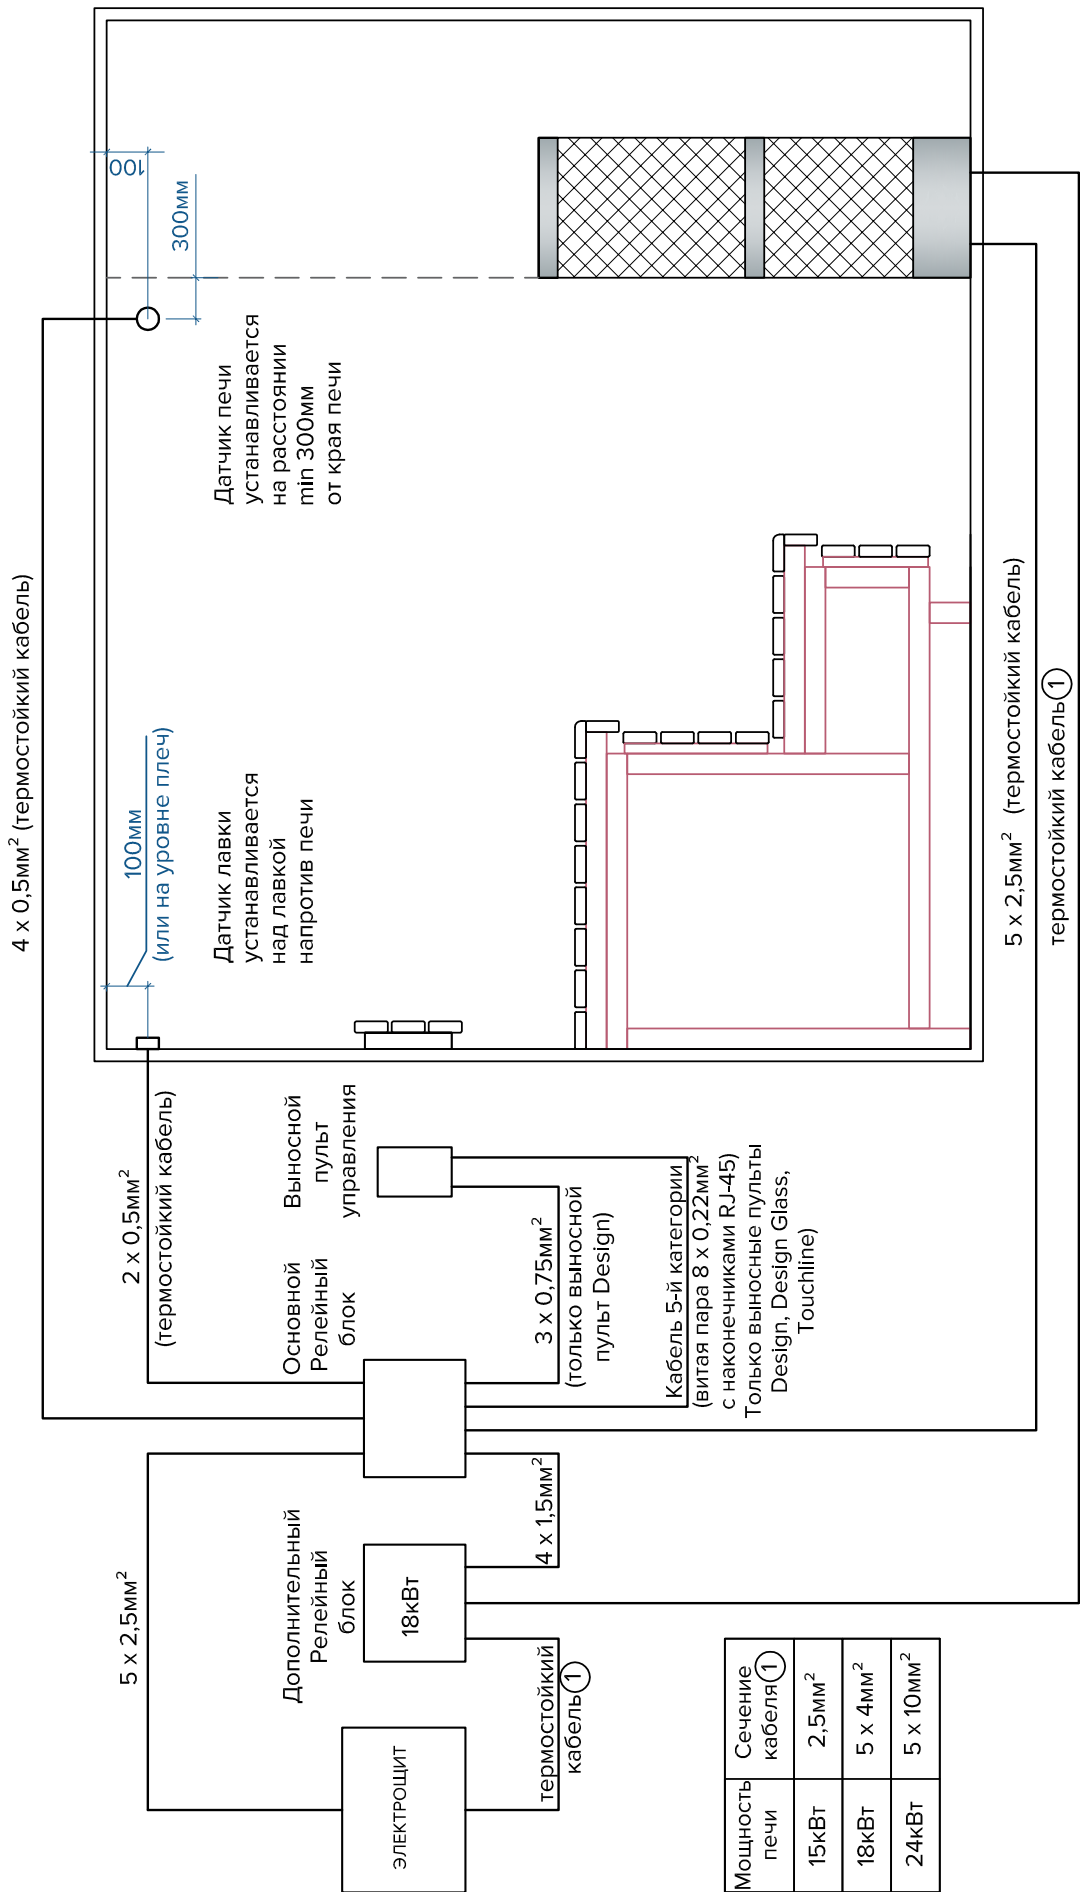 4 x 0,5мм² (термостойкий кабель)
2 x 0,5мм²
(термостойкий кабель)
100мм
(или на уровне плеч)
Датчик лавки
устанавливается
над лавкой
напротив печи
Датчик печи
устанавливается
на расстоянии
min 300мм
от края печи
300мм
100
5 x 2,5мм²
Дополнительный
Релейный
блок
18кВт
Основной
Релейный
блок
Выносной
пульт
управления
ЭЛЕКТРОЩИТ
термостойкий
кабель 1
4 x 1,5мм²
3 x 0,75мм²
(только выносной
пульт Design)
Кабель 5-й категории
(витая пара 8 x 0,22мм²
с наконечниками RJ-45)
Только выносные пульты
Design, Design Glass,
Touchline)
5 x 2,5мм² (термостойкий кабель)
термостойкий кабель 1
Мощность Сечение
печи кабеля 1
15кВт 2,5мм²
18кВт 5 x 4мм²
24кВт 5 x 10мм²